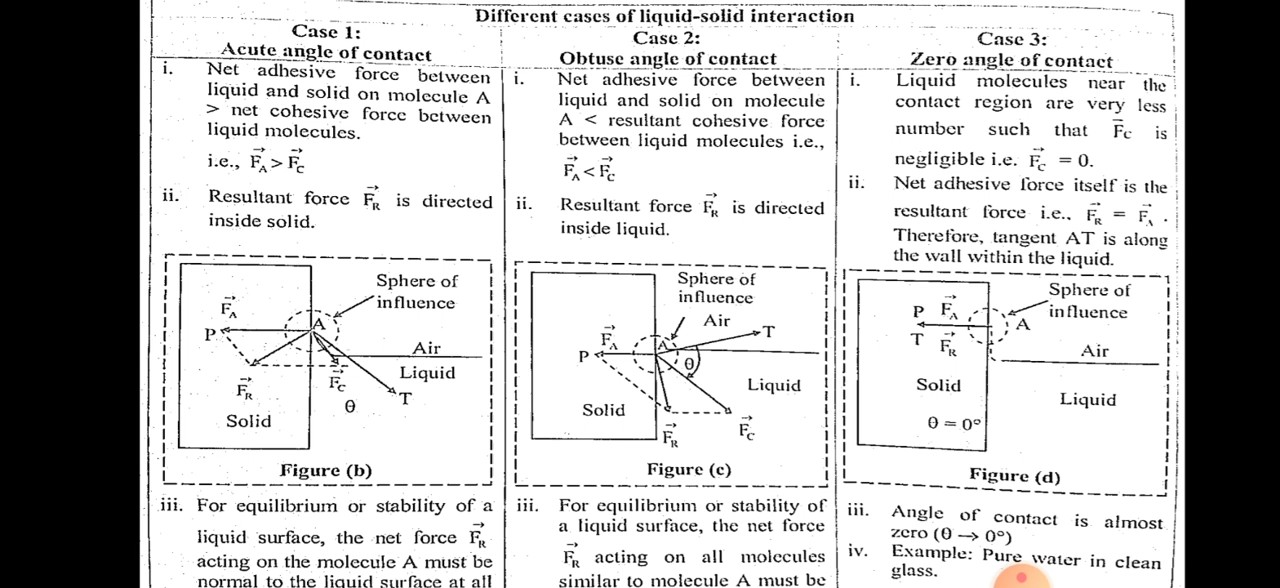 Different cases of liquid-solid interaction
Case 1:
Acute angle of contact
i. Net adhesive force between
liquid and solid on molecule A
> net cohesive force between
liquid molecules.
i.e., F⃗A > F⃗C
ii. Resultant force F⃗R is directed
inside solid.
F⃗A
P
A
Sphere of
influence
Air
Liquid
F⃗R
F⃗C
θ
T
Solid
Figure (b)
iii. For equilibrium or stability of a
liquid surface, the net force F⃗R
acting on the molecule A must be
normal to the liquid surface at all
Case 2:
Obtuse angle of contact
i. Net adhesive force between
liquid and solid on molecule
A < resultant cohesive force
between liquid molecules i.e.,
F⃗A < F⃗C
ii. Resultant force F⃗R is directed
inside liquid.
Sphere of
influence
Air
T
F⃗A
P
A
θ
Liquid
Solid
F⃗R
F⃗C
Figure (c)
iii. For equilibrium or stability of
a liquid surface, the net force
F⃗R acting on all molecules
similar to molecule A must be
Case 3:
Zero angle of contact
i. Liquid molecules near the
contact region are very less
number such that F⃗C is
negligible i.e. F⃗C = 0.
ii. Net adhesive force itself is the
resultant force i.e., F⃗R = F⃗A .
Therefore, tangent AT is along
the wall within the liquid.
Sphere of
influence
P F⃗A
A
T F⃗R
Air
Solid
Liquid
θ = 0°
Figure (d)
iii. Angle of contact is almost
zero (θ → 0°)
iv. Example: Pure water in clean
glass.